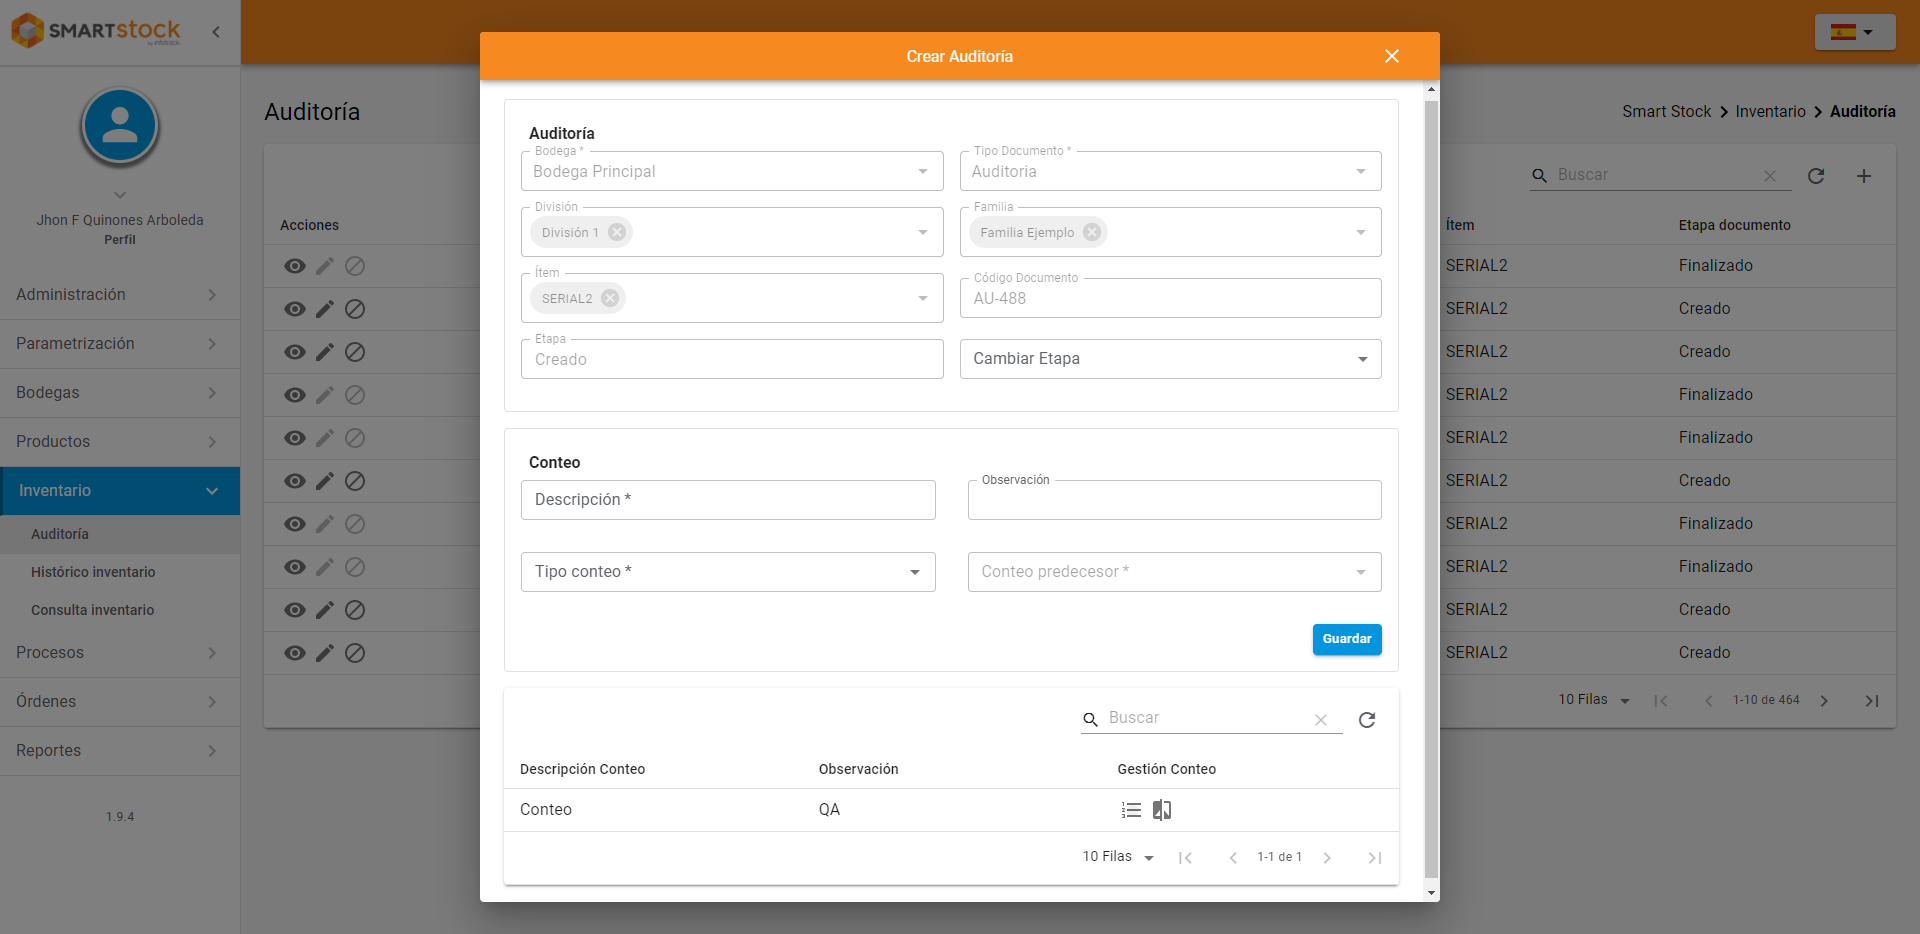 SMARTSTOCK
by infotrack
Jhon F Quinones Arboleda
Perfil
Administración
Parametrización
Bodegas
Productos
Inventario
Auditoría
Histórico inventario
Consulta inventario
Procesos
Órdenes
Reportes
1.9.4
Auditoría
Smart Stock > Inventario > Auditoría
Buscar
Acciones
Ítem
Etapa documento
SERIAL2 Finalizado
SERIAL2 Creado
SERIAL2 Creado
SERIAL2 Finalizado
SERIAL2 Finalizado
SERIAL2 Creado
SERIAL2 Finalizado
SERIAL2 Finalizado
SERIAL2 Creado
SERIAL2 Creado
10 Filas 1-10 de 464
Crear Auditoría
Auditoría
Bodega *
Bodega Principal
Tipo Documento *
Auditoria
División
División 1
Familia
Familia Ejemplo
Ítem
SERIAL2
Código Documento
AU-488
Etapa
Creado
Cambiar Etapa
Conteo
Descripción *
Observación
Tipo conteo *
Conteo predecesor *
Guardar
Buscar
Descripción Conteo Observación Gestión Conteo
Conteo QA
10 Filas 1-1 de 1